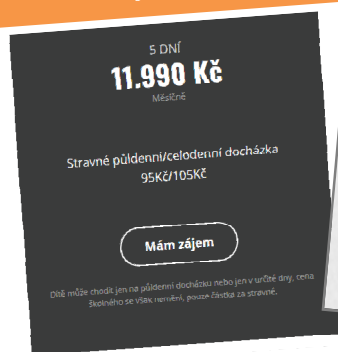 5 DNÍ
11.990 Kč
Měsíčně
Stravné půldenní/celodenní docházka
95Kč/105Kč
Mám zájem
Dítě může chodit jen na půldenní docházku nebo jen v určité dny, cena
školného se však nemění, pouze částka za stravné.